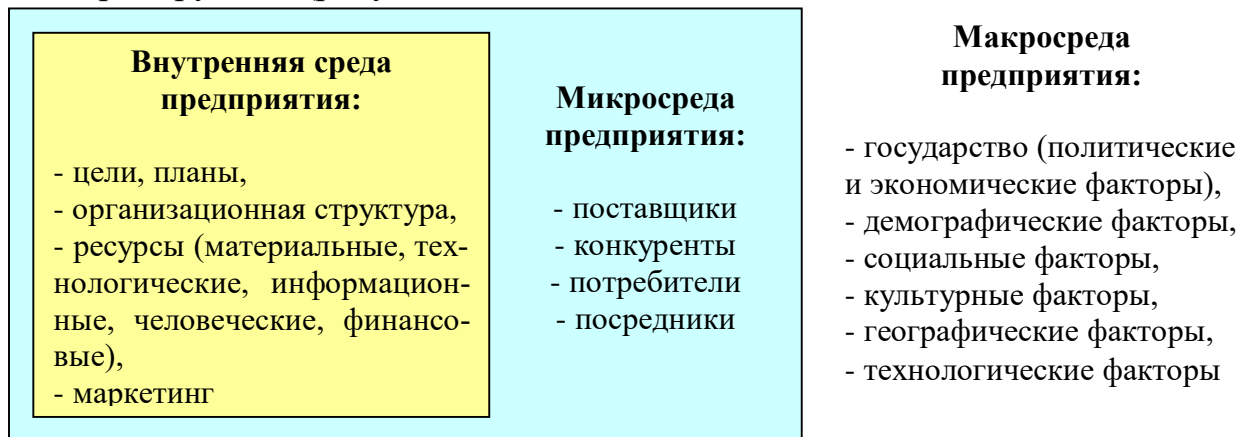 Внутренняя среда
предприятия:
- цели, планы,
- организационная структура,
- ресурсы (материальные, тех-
нологические, информацион-
ные, человеческие, финансо-
вые),
- маркетинг
Микросреда
предприятия:
- поставщики
- конкуренты
- потребители
- посредники
Макросреда
предприятия:
- государство (политические
и экономические факторы),
- демографические факторы,
- социальные факторы,
- культурные факторы,
- географические факторы,
- технологические факторы